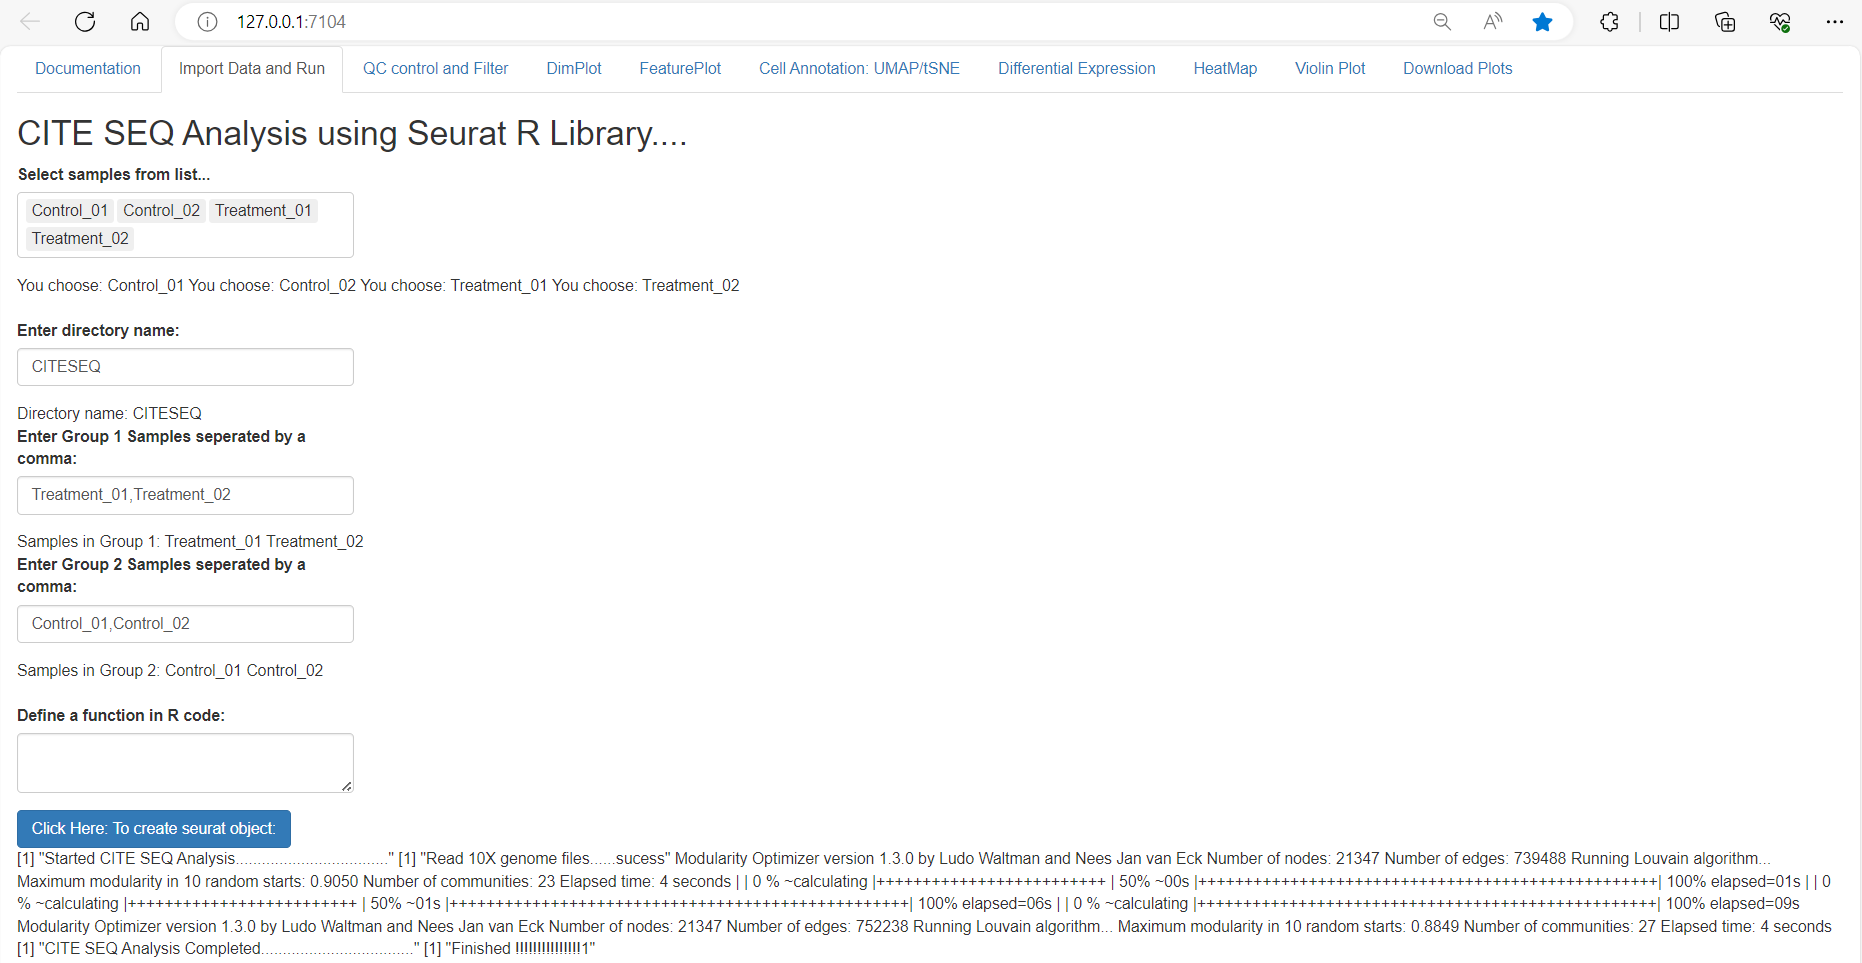 127.0.0.1:7104
Documentation Import Data and Run QC control and Filter DimPlot FeaturePlot Cell Annotation: UMAP/tSNE Differential Expression HeatMap Violin Plot Download Plots
CITE SEQ Analysis using Seurat R Library....
Select samples from list...
Control_01 Control_02 Treatment_01
Treatment_02
You choose: Control_01 You choose: Control_02 You choose: Treatment_01 You choose: Treatment_02
Enter directory name:
CITESEQ
Directory name: CITESEQ
Enter Group 1 Samples seperated by a
comma:
Treatment_01,Treatment_02
Samples in Group 1: Treatment_01 Treatment_02
Enter Group 2 Samples seperated by a
comma:
Control_01,Control_02
Samples in Group 2: Control_01 Control_02
Define a function in R code:
Click Here: To create seurat object:
[1] "Started CITE SEQ Analysis..................................." [1] "Read 10X genome files......sucess" Modularity Optimizer version 1.3.0 by Ludo Waltman and Nees Jan van Eck Number of nodes: 21347 Number of edges: 739488 Running Louvain algorithm...
Maximum modularity in 10 random starts: 0.9050 Number of communities: 23 Elapsed time: 4 seconds | | 0 % ~calculating |+++++++++++++++++++++++++ | 50% ~00s |++++++++++++++++++++++++++++++++++++++++++++++++++| 100% elapsed=01s | | 0
% ~calculating |+++++++++++++++++++++++++ | 50% ~01s |++++++++++++++++++++++++++++++++++++++++++++++++++| 100% elapsed=06s | | 0 % ~calculating |++++++++++++++++++++++++++++++++++++++++++++++++++| 100% elapsed=09s
Modularity Optimizer version 1.3.0 by Ludo Waltman and Nees Jan van Eck Number of nodes: 21347 Number of edges: 752238 Running Louvain algorithm... Maximum modularity in 10 random starts: 0.8849 Number of communities: 27 Elapsed time: 4 seconds
[1] "CITE SEQ Analysis Completed..................................." [1] "Finished !!!!!!!!!!!!!!!!1"